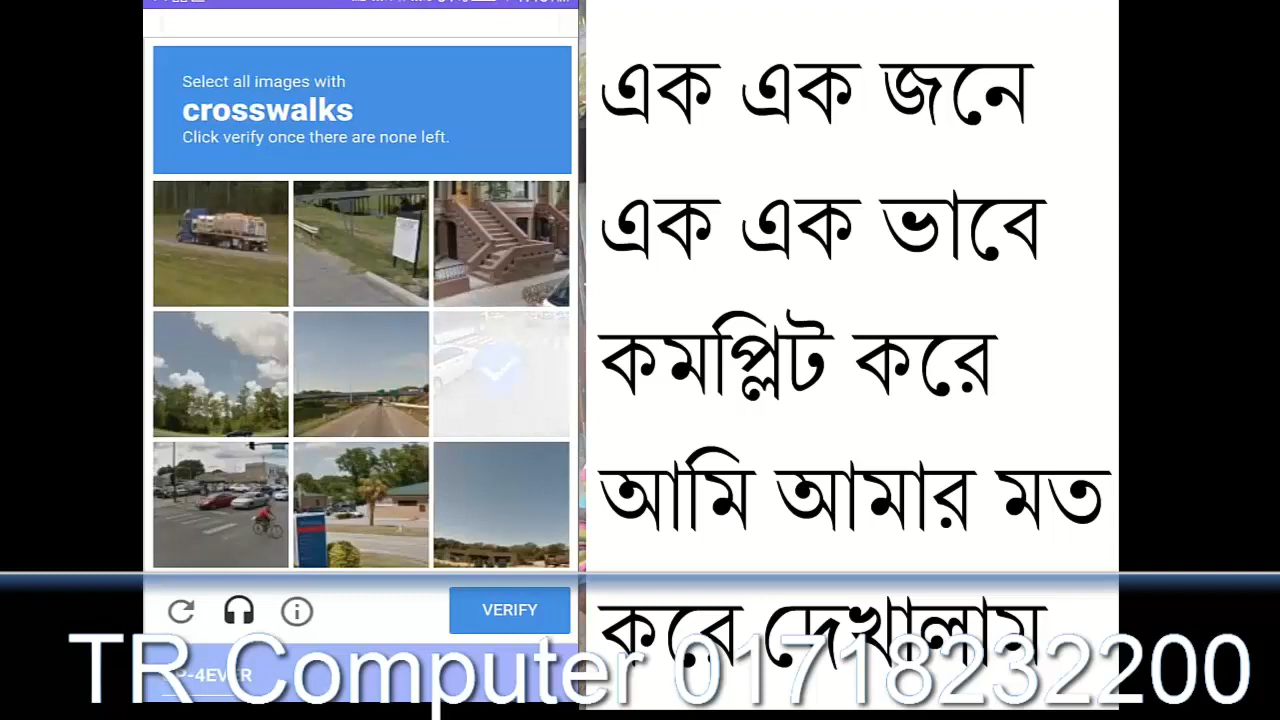 Select all images with
crosswalks
Click verify once there are none left.
VERIFY
এক এক জনে
এক এক ভাবে
কমপ্লিট করে
আমি আমার মত
করে দেখালাম
TR Computer 01718232200